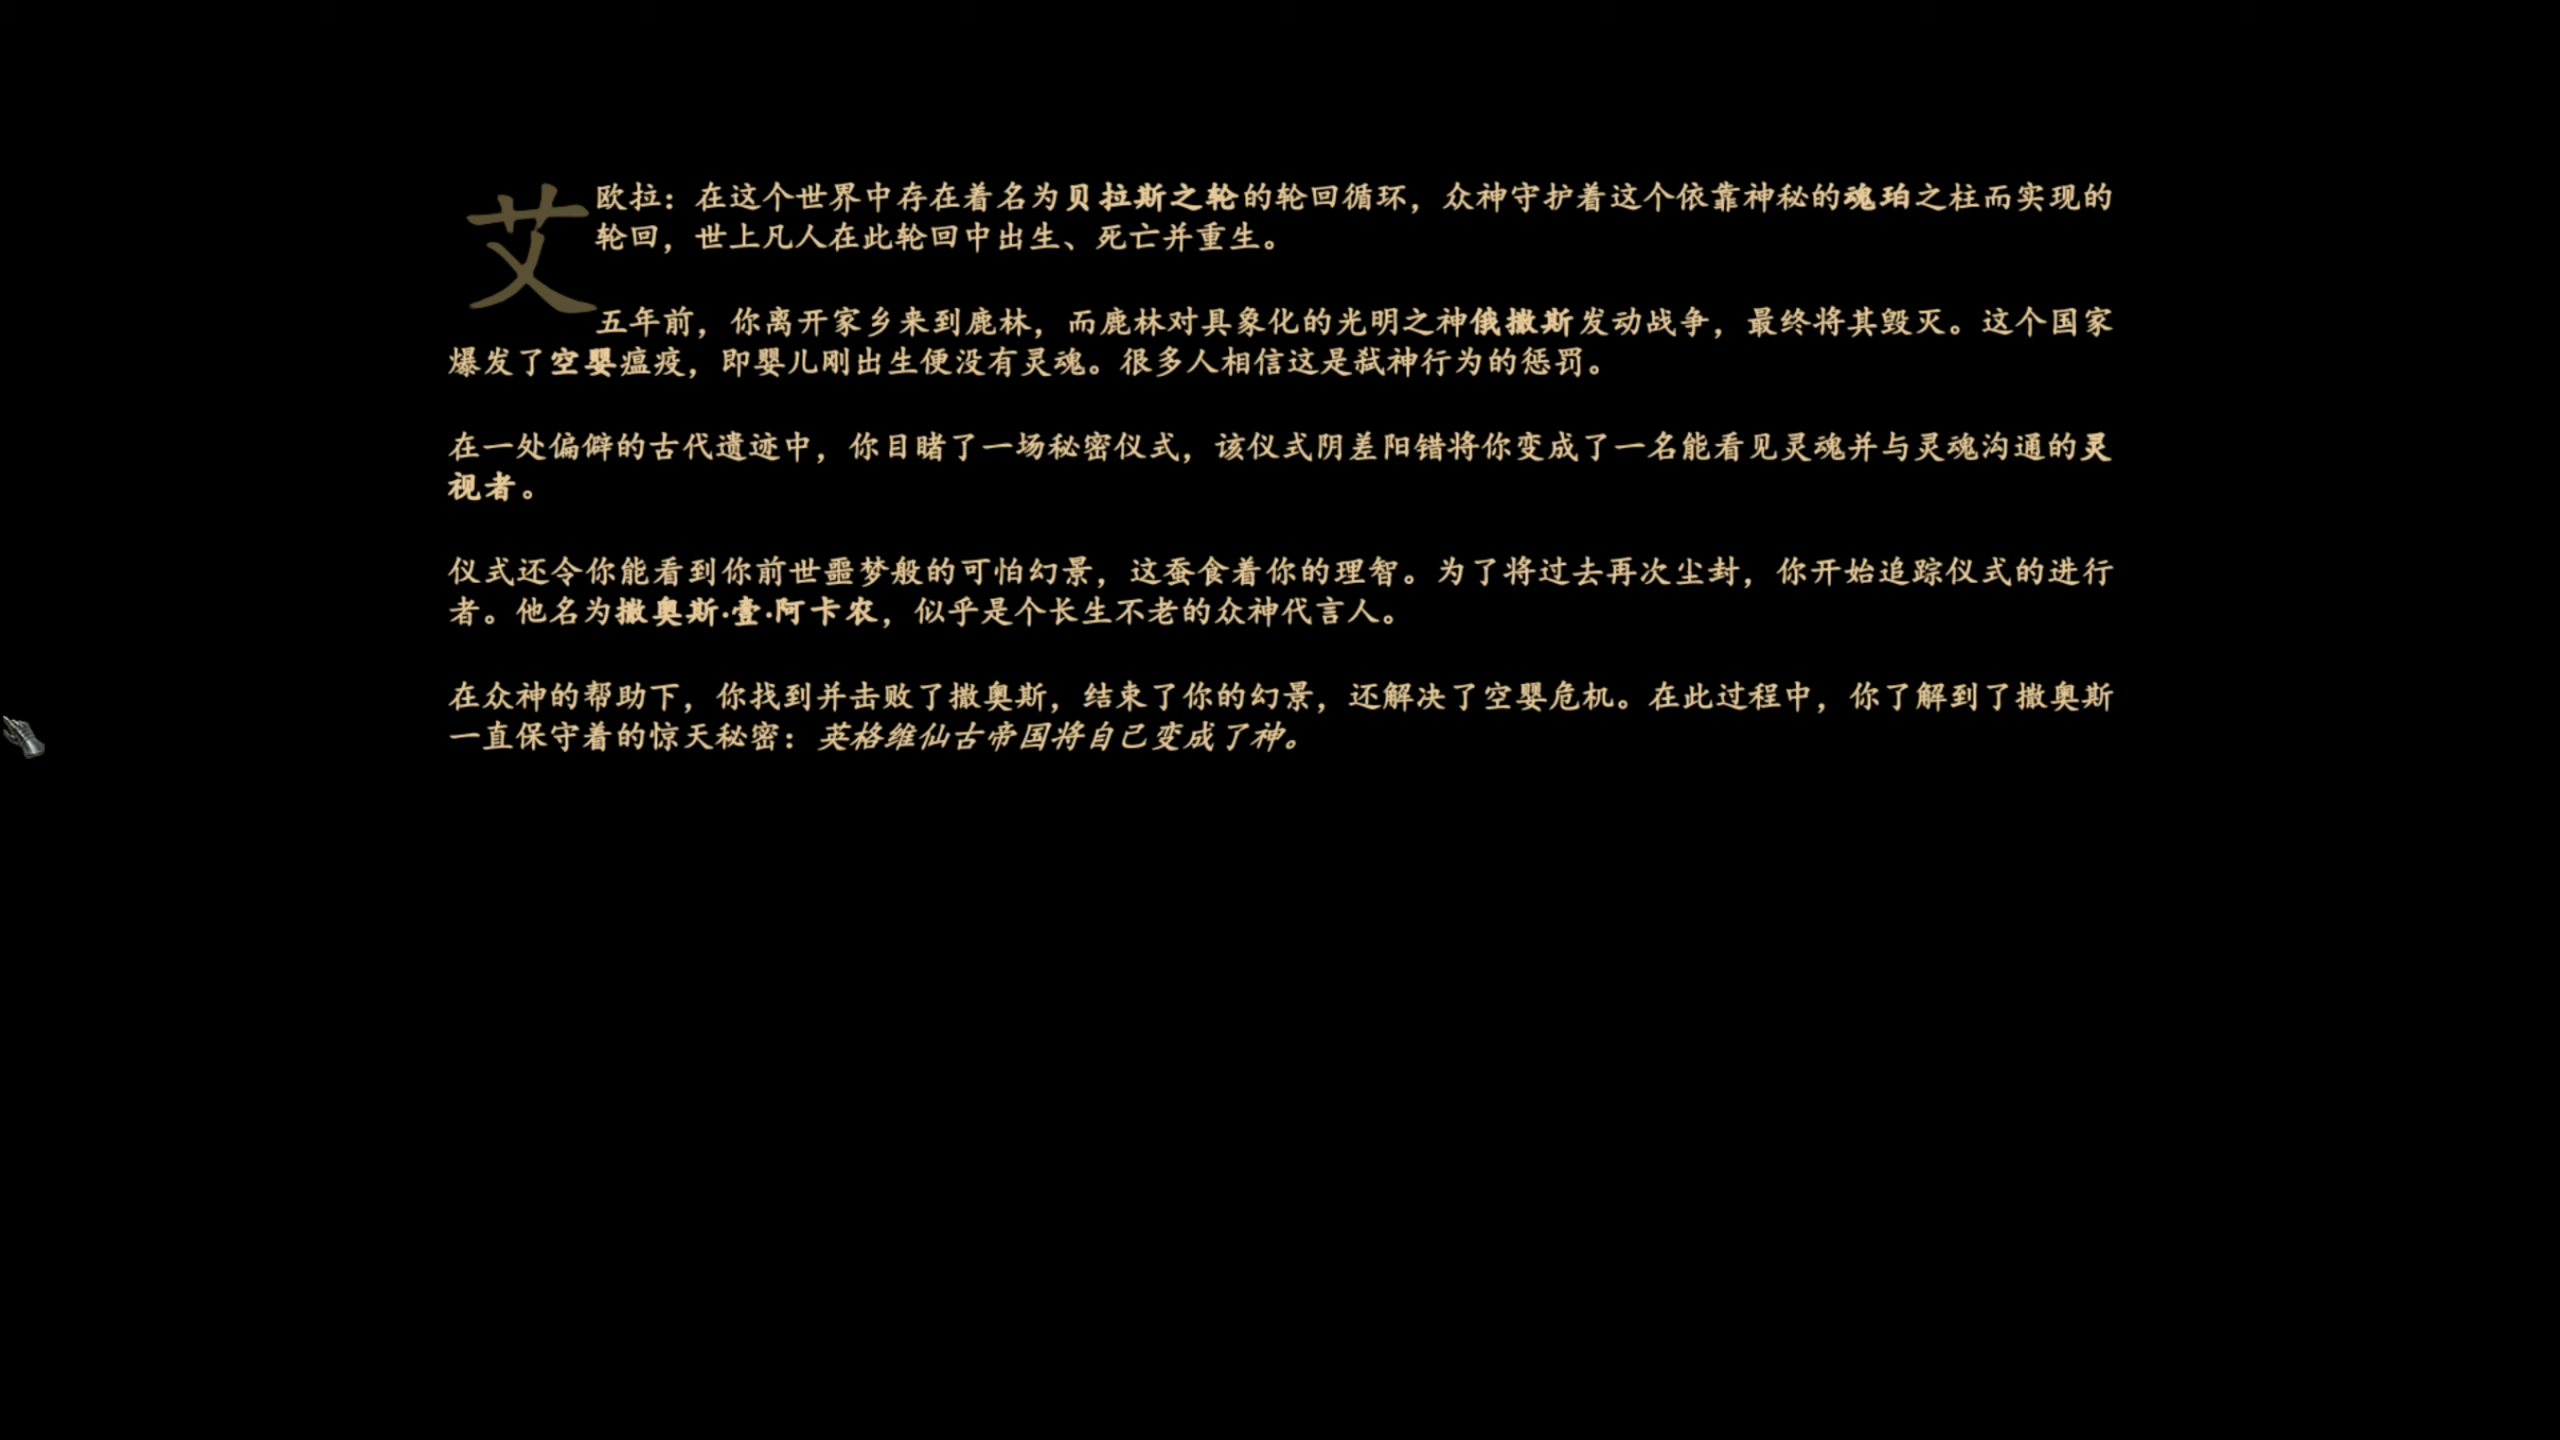 艾欧拉：在这个世界中存在着名为贝拉斯之轮的轮回循环，众神守护着这个依靠神秘的魂珀之柱而实现的
轮回，世上凡人在此轮回中出生、死亡并重生。
五年前，你离开家乡来到鹿林，而鹿林对具象化的光明之神俄撒斯发动战争，最终将其毁灭。这个国家
爆发了空婴瘟疫，即婴儿刚出生便没有灵魂。很多人相信这是弑神行为的惩罚。
在一处偏僻的古代遗迹中，你目睹了一场秘密仪式，该仪式阴差阳错将你变成了一名能看见灵魂并与灵魂沟通的灵
视者。
仪式还令你能看到你前世噩梦般的可怕幻景，这蚕食着你的理智。为了将过去再次尘封，你开始追踪仪式的进行
者。他名为撒奥斯·壹·阿卡农，似乎是个长生不老的众神代言人。
在众神的帮助下，你找到并击败了撒奥斯，结束了你的幻景，还解决了空婴危机。在此过程中，你了解到了撒奥斯
一直保守着的惊天秘密：英格维仙古帝国将自己变成了神。